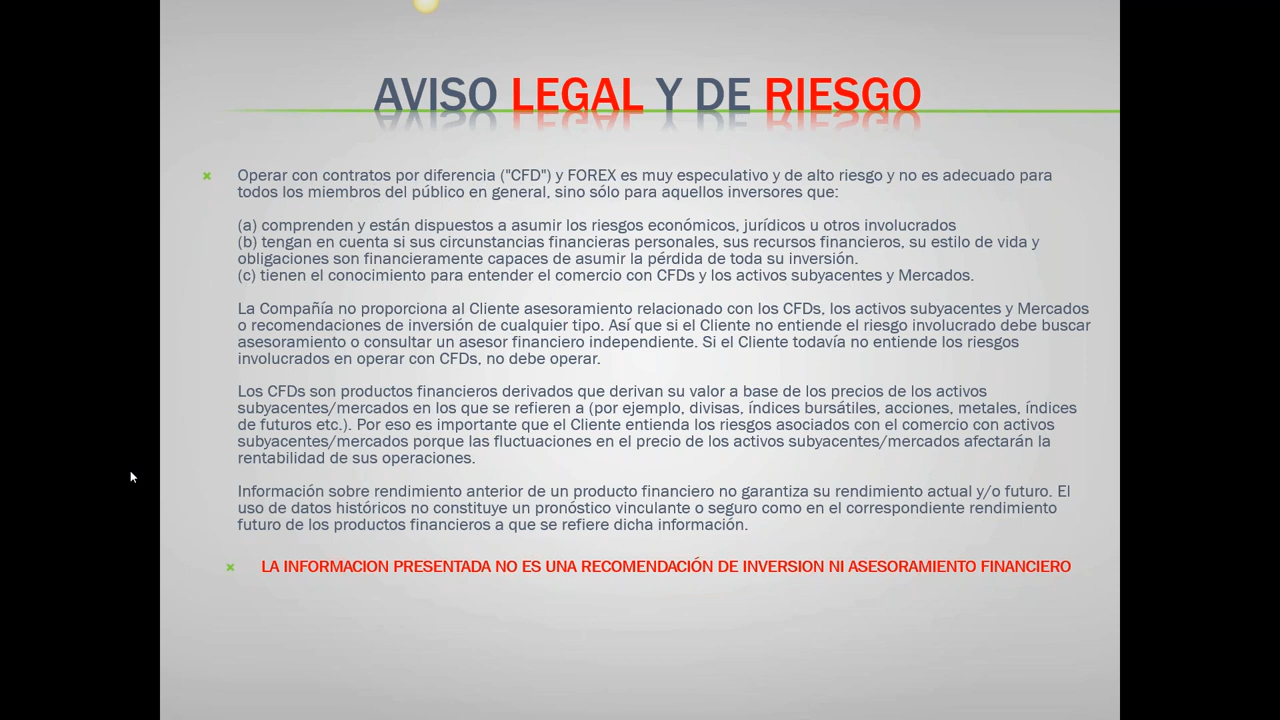 AVISO LEGAL Y DE RIESGO
Operar con contratos por diferencia ("CFD") y FOREX es muy especulativo y de alto riesgo y no es adecuado para
todos los miembros del público en general, sino sólo para aquellos inversores que:
(a) comprenden y están dispuestos a asumir los riesgos económicos, jurídicos u otros involucrados
(b) tengan en cuenta si sus circunstancias financieras personales, sus recursos financieros, su estilo de vida y
obligaciones son financieramente capaces de asumir la pérdida de toda su inversión.
(c) tienen el conocimiento para entender el comercio con CFDs y los activos subyacentes y Mercados.
La Compañía no proporciona al Cliente asesoramiento relacionado con los CFDs, los activos subyacentes y Mercados
o recomendaciones de inversión de cualquier tipo. Así que si el Cliente no entiende el riesgo involucrado debe buscar
asesoramiento o consultar un asesor financiero independiente. Si el Cliente todavía no entiende los riesgos
involucrados en operar con CFDs, no debe operar.
Los CFDs son productos financieros derivados que derivan su valor a base de los precios de los activos
subyacentes/mercados en los que se refieren a (por ejemplo, divisas, índices bursátiles, acciones, metales, índices
de futuros etc.). Por eso es importante que el Cliente entienda los riesgos asociados con el comercio con activos
subyacentes/mercados porque las fluctuaciones en el precio de los activos subyacentes/mercados afectarán la
rentabilidad de sus operaciones.
Información sobre rendimiento anterior de un producto financiero no garantiza su rendimiento actual y/o futuro. El
uso de datos históricos no constituye un pronóstico vinculante o seguro como en el correspondiente rendimiento
futuro de los productos financieros a que se refiere dicha información.
LA INFORMACION PRESENTADA NO ES UNA RECOMENDACIÓN DE INVERSION NI ASESORAMIENTO FINANCIERO